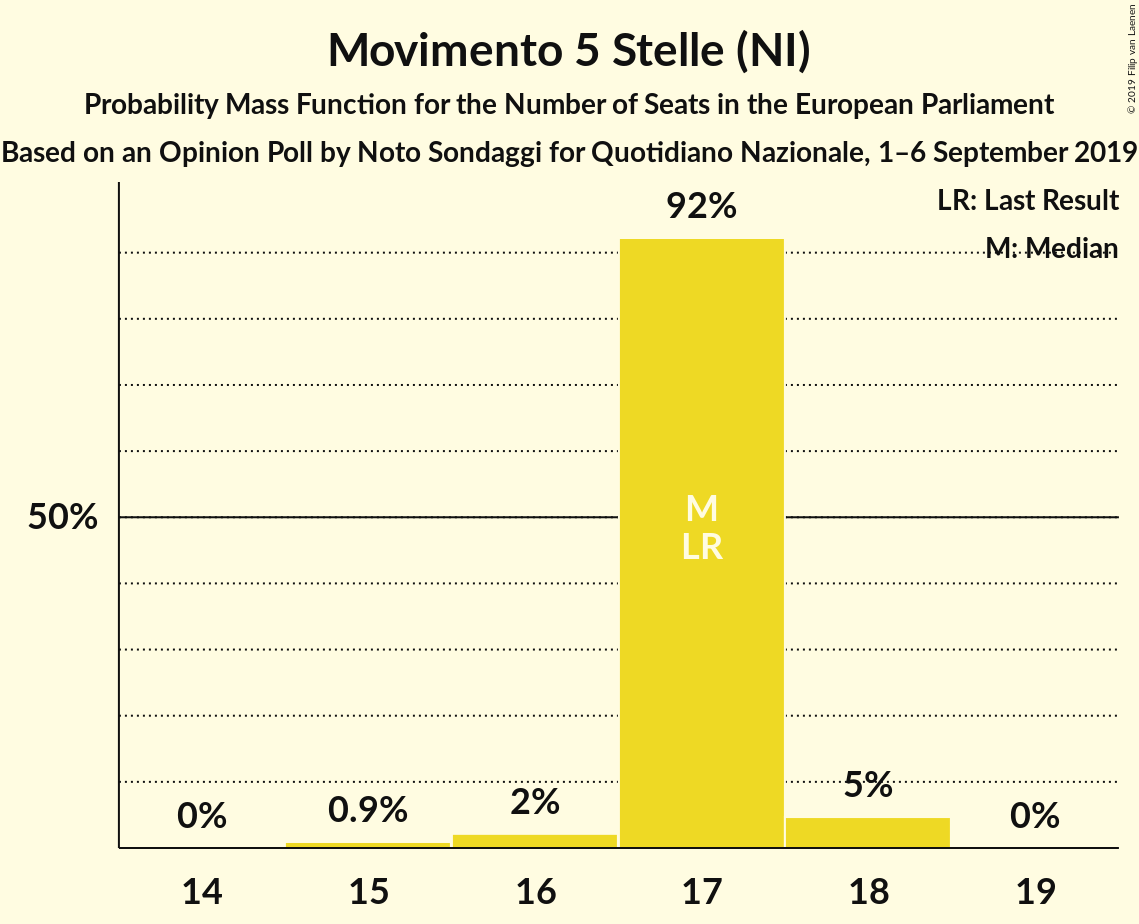 Movimento 5 Stelle (NI)
Probability Mass Function for the Number of Seats in the European Parliament
Based on an Opinion Poll by Noto Sondaggi for Quotidiano Nazionale, 1–6 September 2019
© 2019 Filip van Laenen
LR: Last Result
M: Median
92%
50%
M
LR
0%
0.9%
2%
5%
0%
14
15
16
17
18
19